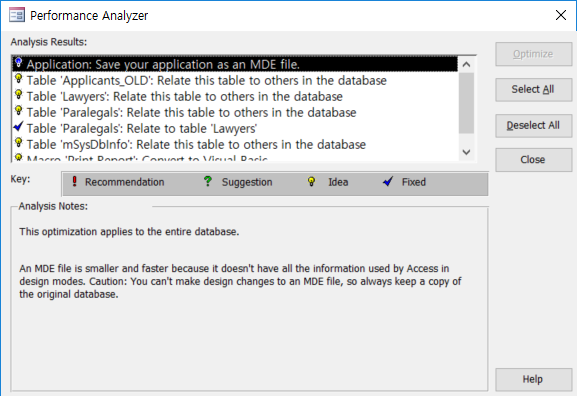 Performance Analyzer
Analysis Results:
Application: Save your application as an MDE file.
Table 'Applicants_OLD': Relate this table to others in the database
Table 'Lawyers': Relate this table to others in the database
Table 'Paralegals': Relate this table to others in the database
Table 'Paralegals': Relate to table 'Lawyers'
Table 'mSysDbInfo': Relate this table to others in the database
Macro 'Print Report': Convert to Visual Basic
Optimize
Select All
Deselect All
Close
Key:
Recommendation
Suggestion
Idea
Fixed
Analysis Notes:
This optimization applies to the entire database.
An MDE file is smaller and faster because it doesn't have all the information used by Access in
design modes. Caution: You can't make design changes to an MDE file, so always keep a copy of
the original database.
Help